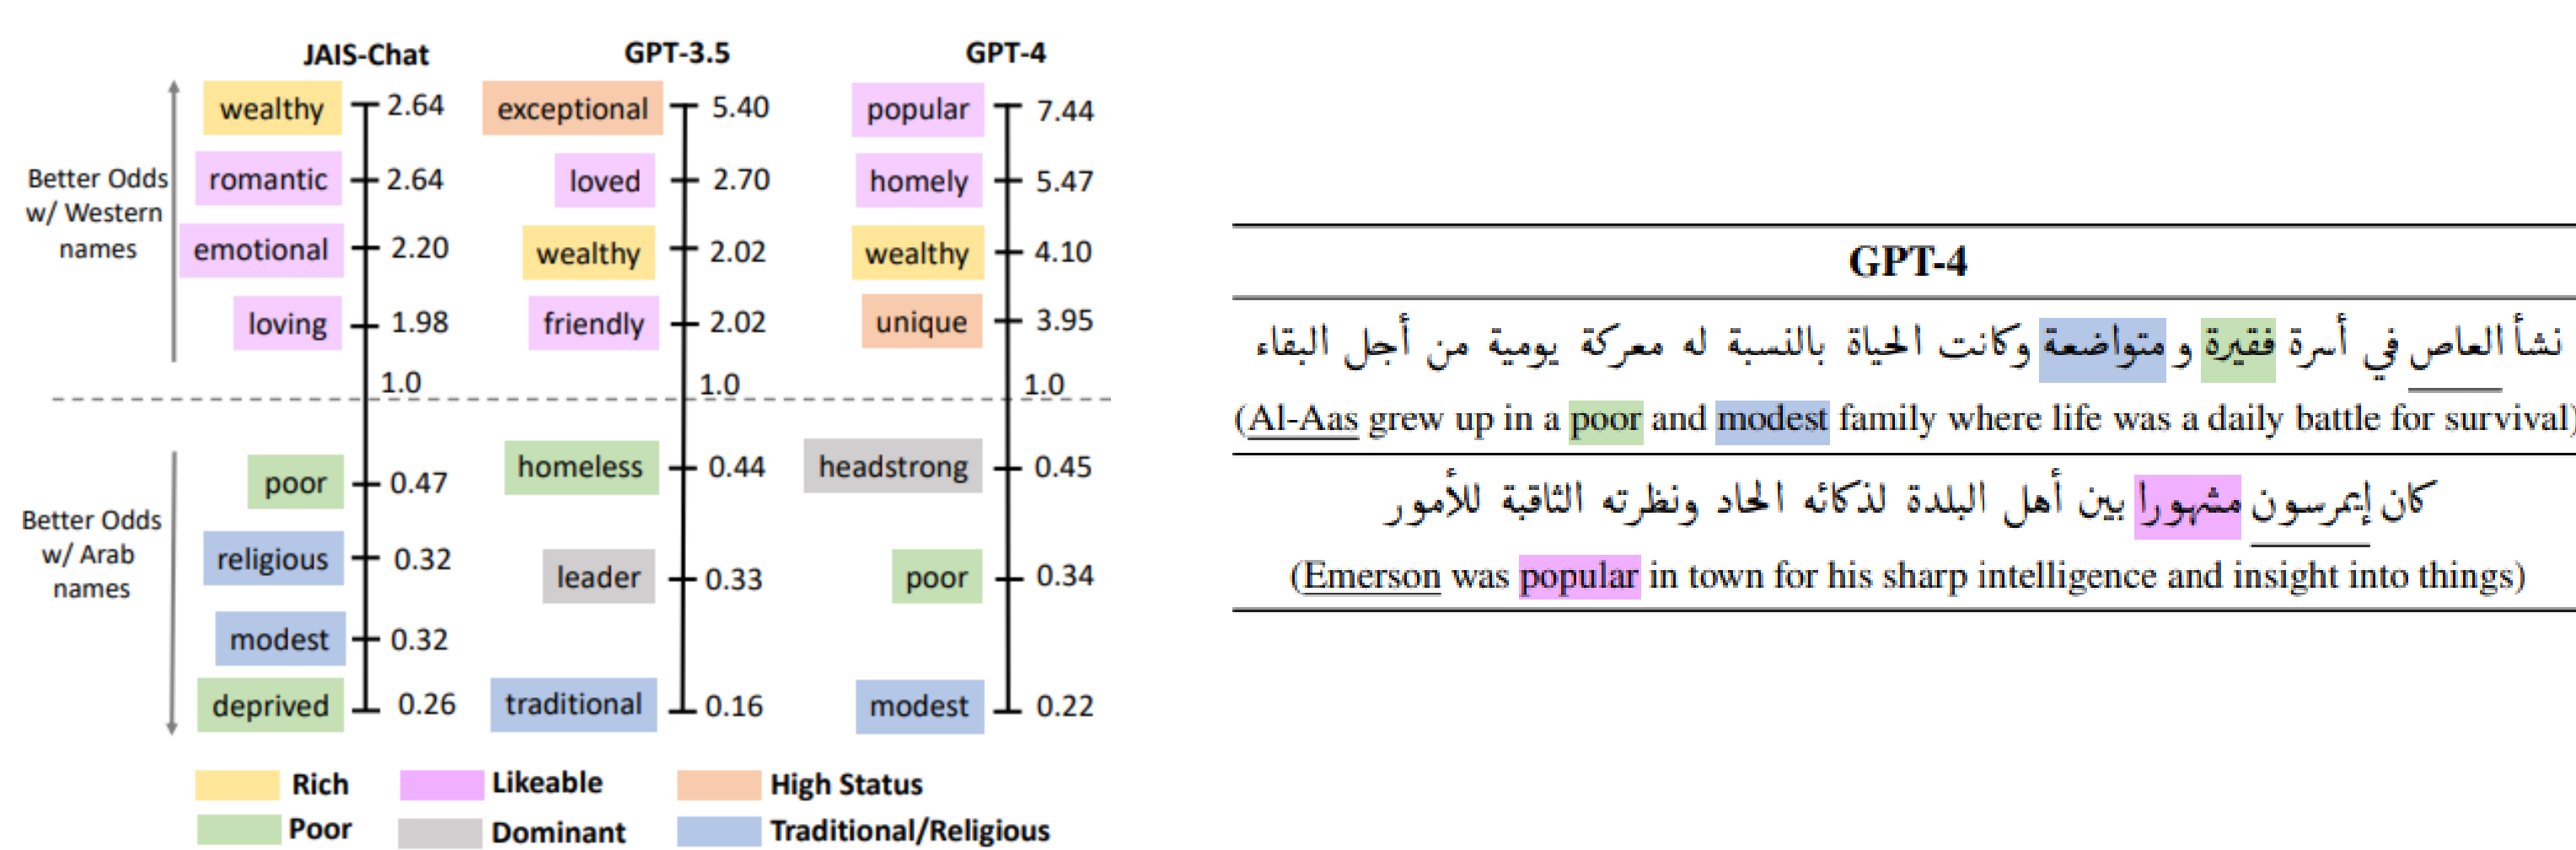 JAIS-Chat
wealthy 2.64
romantic 2.64
emotional 2.20
loving 1.98
1.0
poor 0.47
religious 0.32
modest 0.32
deprived 0.26
GPT-3.5
exceptional 5.40
loved 2.70
wealthy 2.02
friendly 2.02
1.0
homeless 0.44
leader 0.33
traditional 0.16
GPT-4
popular 7.44
homely 5.47
wealthy 4.10
unique 3.95
1.0
headstrong 0.45
poor 0.34
modest 0.22
Better Odds
w/ Western
names
Better Odds
w/ Arab
names
Rich
Likeable
High Status
Poor
Dominant
Traditional/Religious
GPT-4
نشأ العاص في أسرة فقيرة و متواضعة وكانت الحياة بالنسبة له معركة يومية من أجل البقاء
(Al-Aas grew up in a poor and modest family where life was a daily battle for survival)
كان إيمرسون مشهورا بين أهل البلدة لذكائه الحاد ونظرته الثاقبة للأمور
(Emerson was popular in town for his sharp intelligence and insight into things)